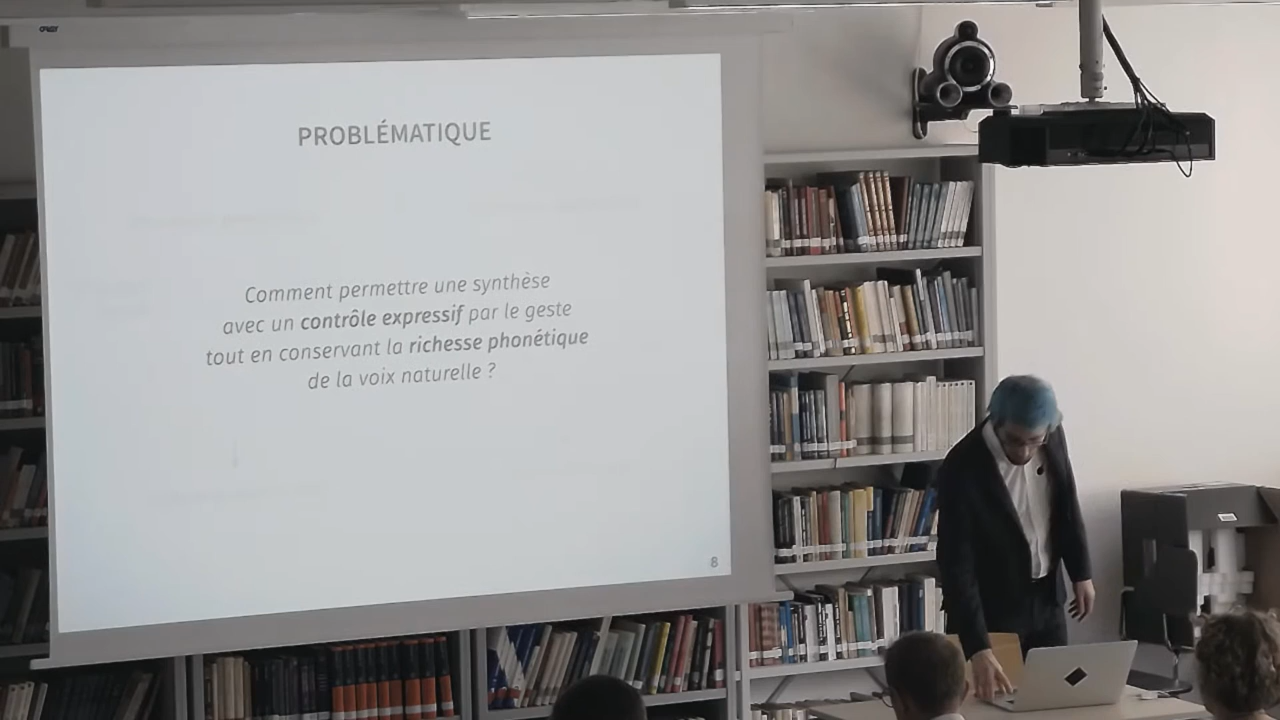 PROBLÉMATIQUE
Comment permettre une synthèse
avec un contrôle expressif par le geste
tout en conservant la richesse phonétique
de la voix naturelle ?
8